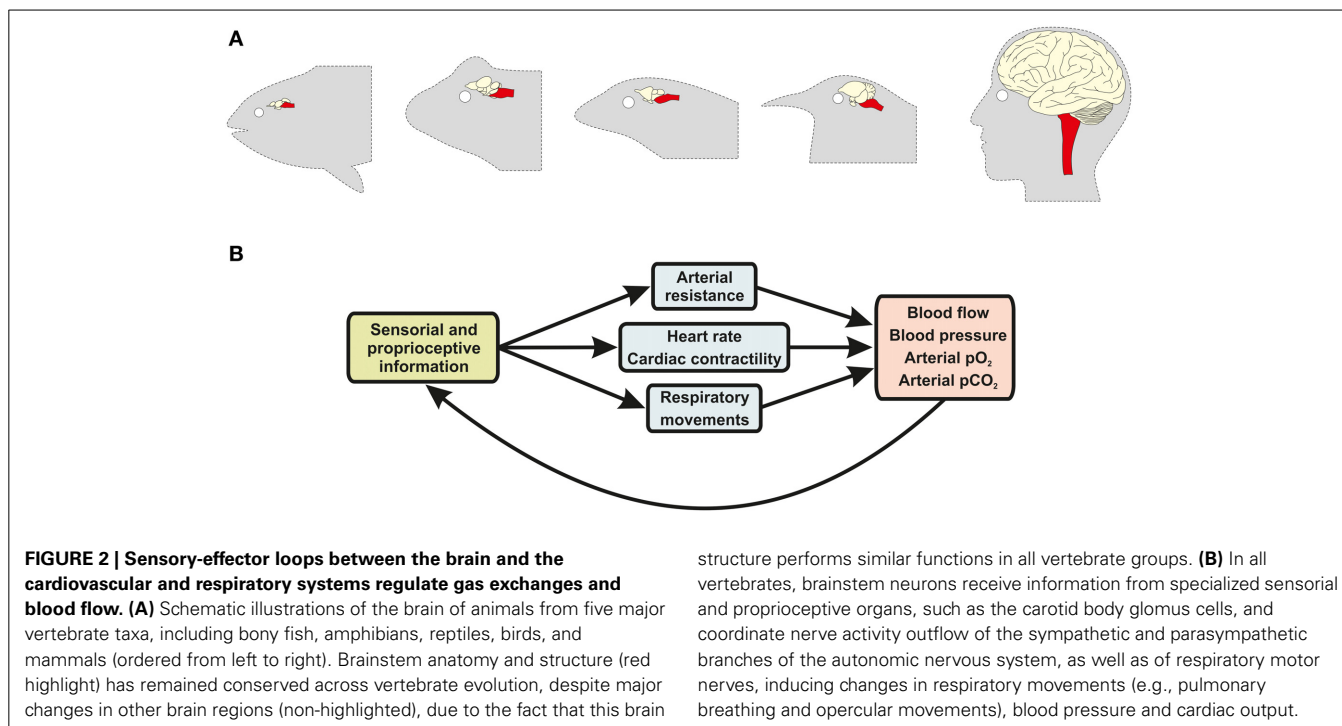 A
B
Sensorial and
proprioceptive
information
Arterial
resistance
Heart rate
Cardiac contractility
Respiratory
movements
Blood flow
Blood pressure
Arterial pO₂
Arterial pCO₂
FIGURE 2 | Sensory-effector loops between the brain and the
cardiovascular and respiratory systems regulate gas exchanges and
blood flow. (A) Schematic illustrations of the brain of animals from five major
vertebrate taxa, including bony fish, amphibians, reptiles, birds, and
mammals (ordered from left to right). Brainstem anatomy and structure (red
highlight) has remained conserved across vertebrate evolution, despite major
changes in other brain regions (non-highlighted), due to the fact that this brain
structure performs similar functions in all vertebrate groups. (B) In all
vertebrates, brainstem neurons receive information from specialized sensorial
and proprioceptive organs, such as the carotid body glomus cells, and
coordinate nerve activity outflow of the sympathetic and parasympathetic
branches of the autonomic nervous system, as well as of respiratory motor
nerves, inducing changes in respiratory movements (e.g., pulmonary
breathing and opercular movements), blood pressure and cardiac output.